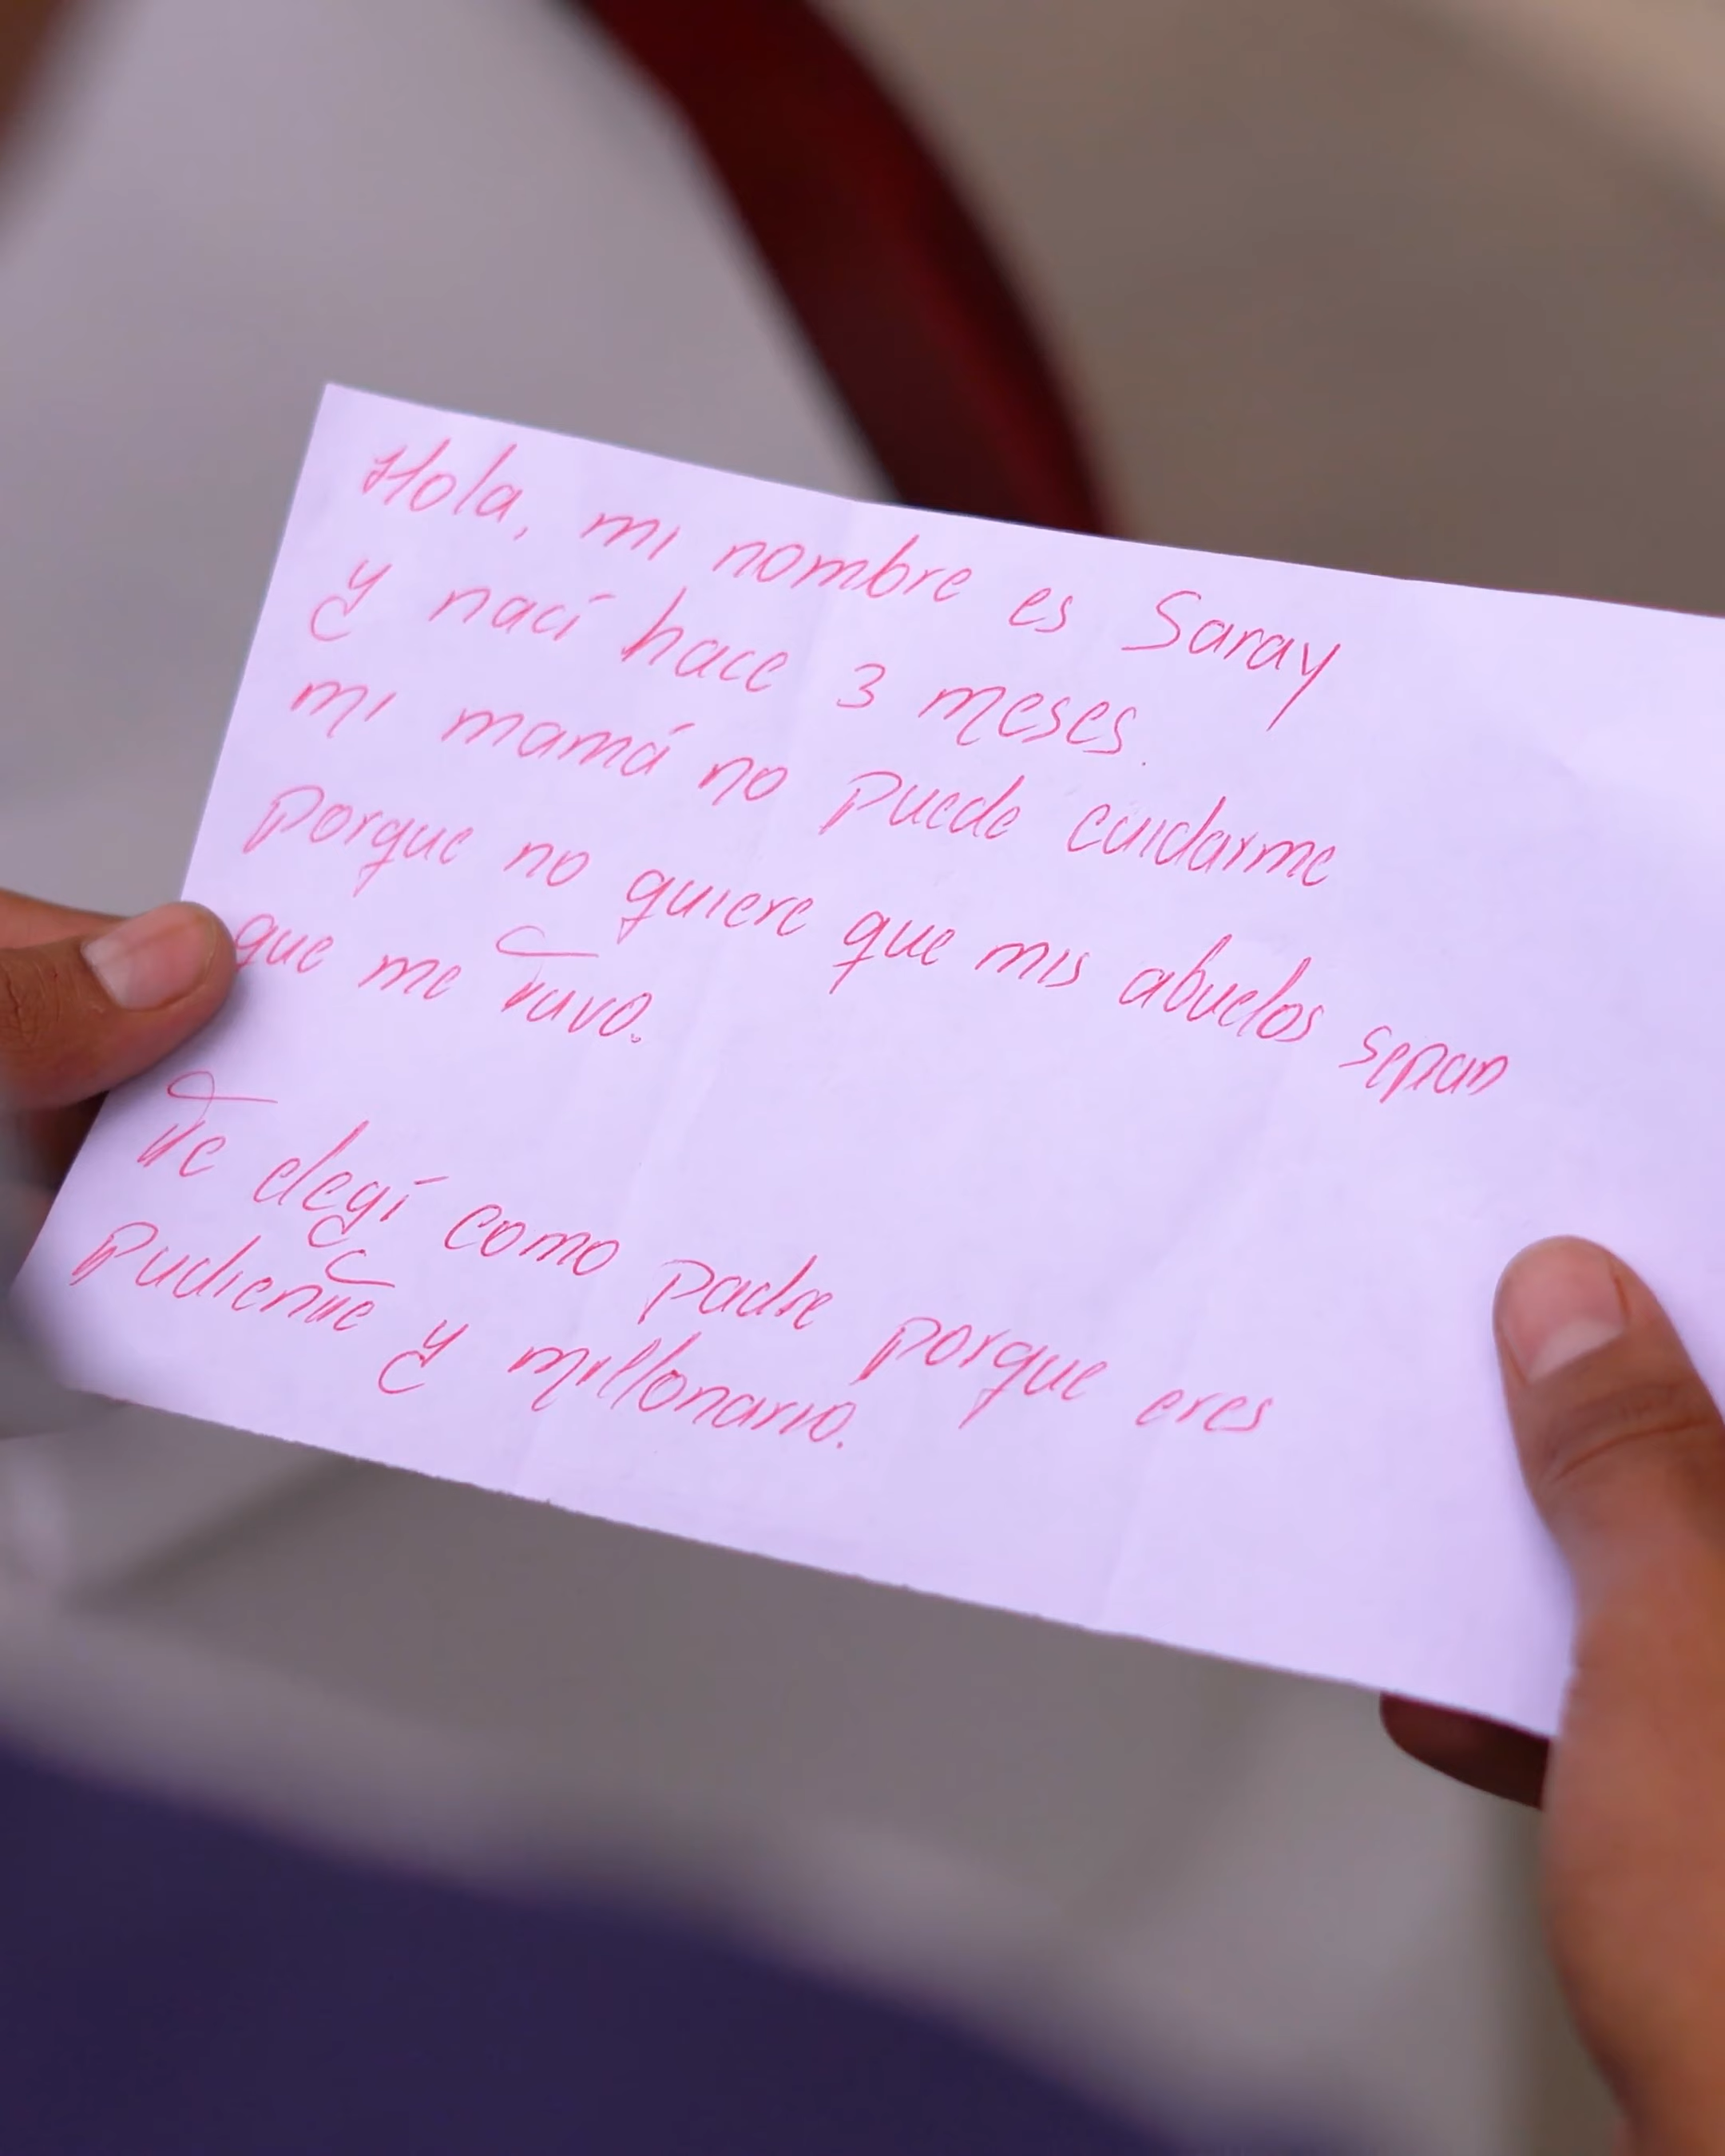 Hola, mi nombre es Saray
y nací hace 3 meses.
mi mamá no puede cuidarme
porque no quiere que mis abuelos sepan
que me tuvo.
Te elegí como padre porque eres
pudiente y millonario.